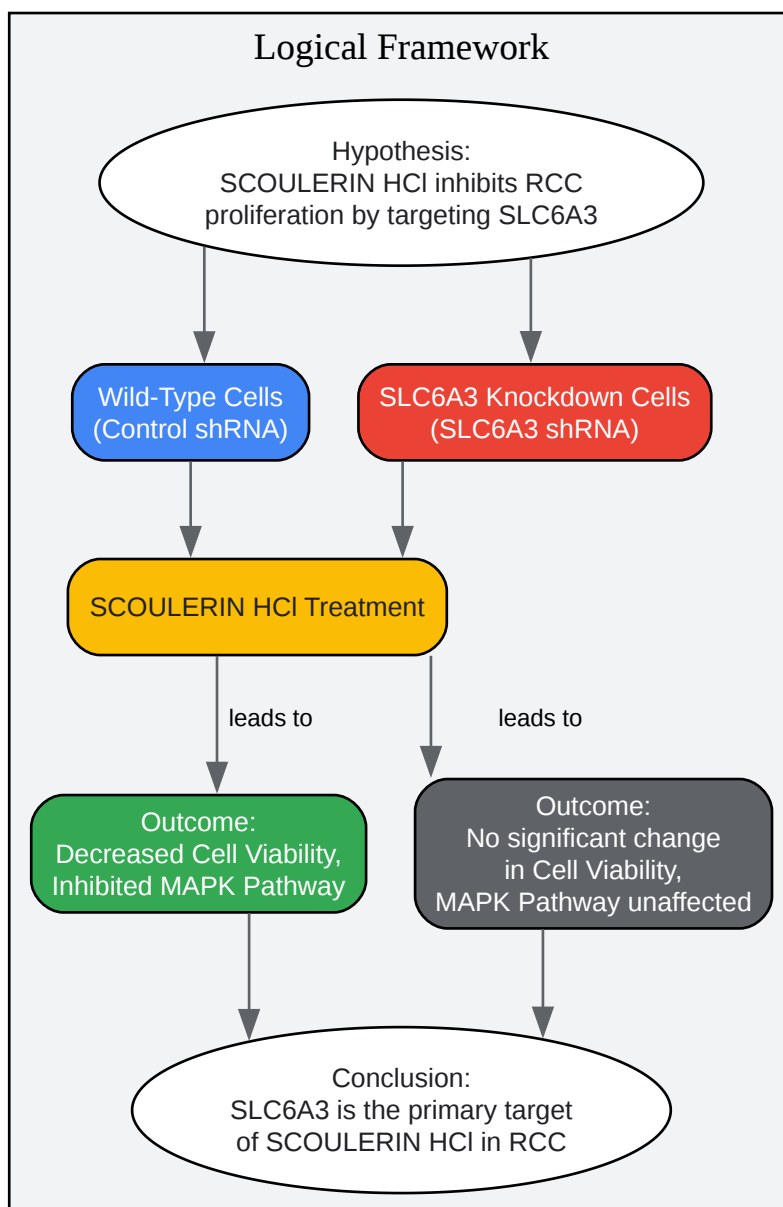 Logical Framework
Hypothesis:
SCOULERIN HCl inhibits RCC
proliferation by targeting SLC6A3
Wild-Type Cells
(Control shRNA)
SLC6A3 Knockdown Cells
(SLC6A3 shRNA)
SCOULERIN HCl Treatment
leads to
leads to
Outcome:
Decreased Cell Viability,
Inhibited MAPK Pathway
Outcome:
No significant change
in Cell Viability,
MAPK Pathway unaffected
Conclusion:
SLC6A3 is the primary target
of SCOULERIN HCl in RCC